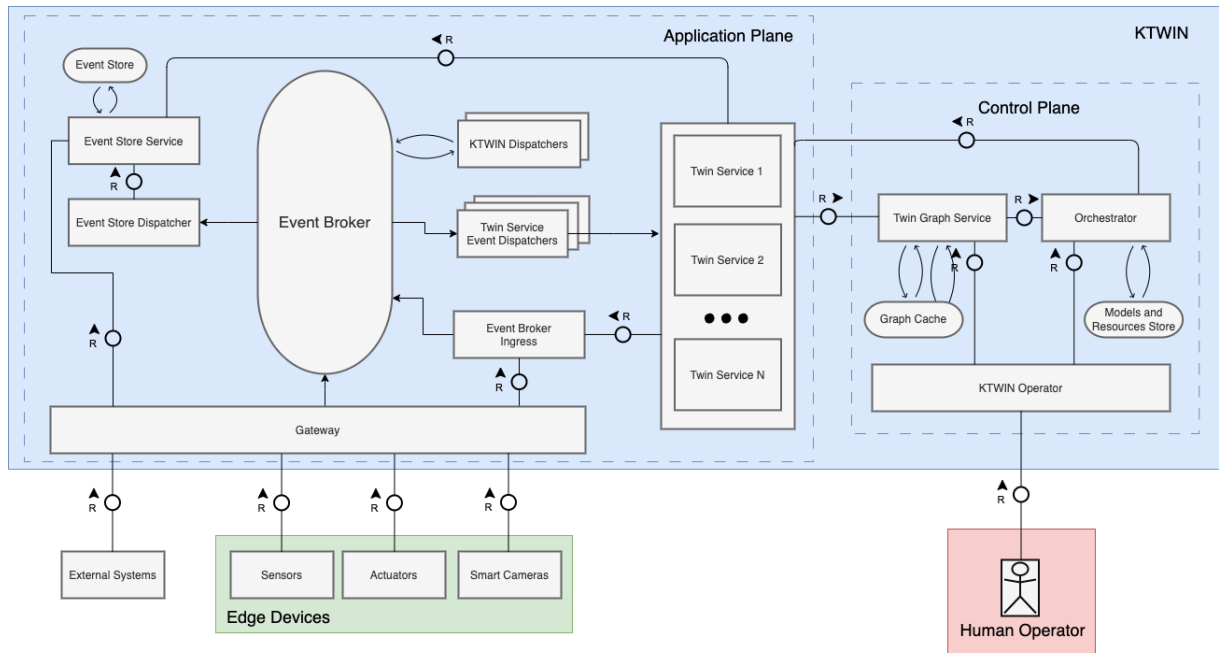 Application Plane
KTWIN
R
Event Store
Control Plane
R
Event Store Service
KTWIN Dispatchers
Twin Service 1
R
R
R
R
Event Store Dispatcher
Event Broker
Twin Service
Event Dispatchers
Twin Graph Service
Orchestrator
Twin Service 2
R
R
R
Graph Cache
Models and
Resources Store
Event Broker
Ingress
R
R
Twin Service N
KTWIN Operator
Gateway
R
R
R
R
R
External Systems
Sensors
Actuators
Smart Cameras
Edge Devices
Human Operator